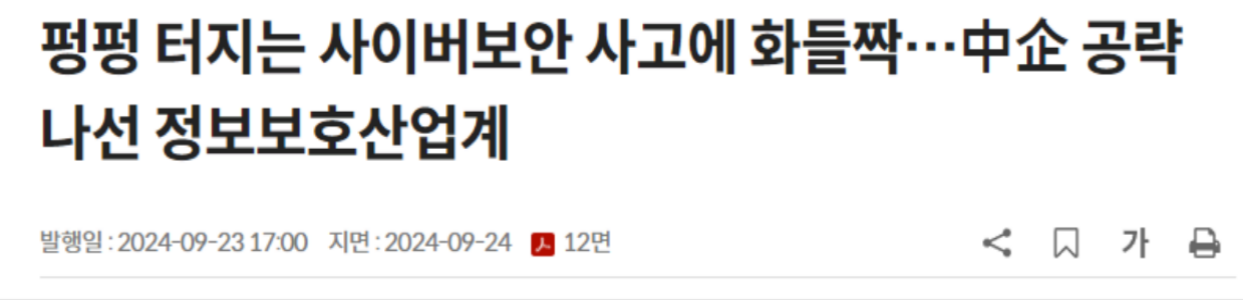 펑펑 터지는 사이버보안 사고에 화들짝…中企 공략
나선 정보보호산업계
발행일 : 2024-09-23 17:00 지면 : 2024-09-24 12면 가